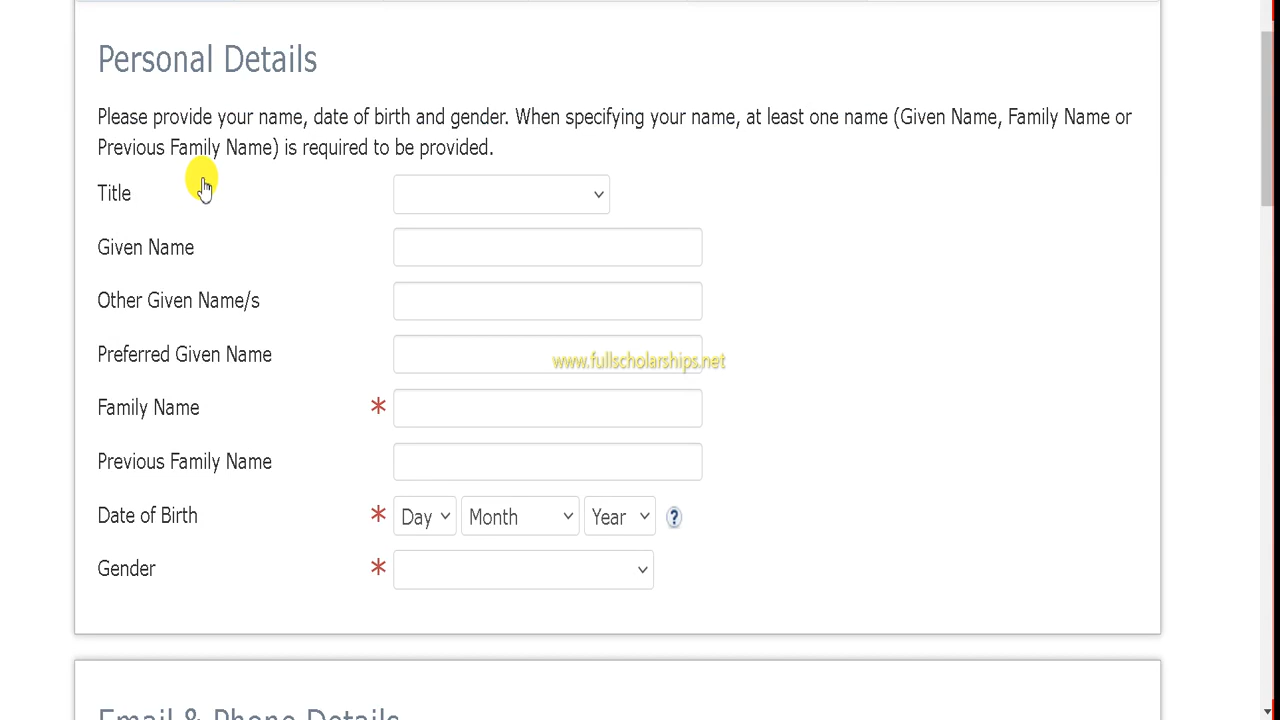 Personal Details
Please provide your name, date of birth and gender. When specifying your name, at least one name (Given Name, Family Name or
Previous Family Name) is required to be provided.
Title
Given Name
Other Given Name/s
Preferred Given Name
www.fullscholarships.net
Family Name *
Previous Family Name
Date of Birth * Day Month Year ?
Gender *
Email & Phone Details